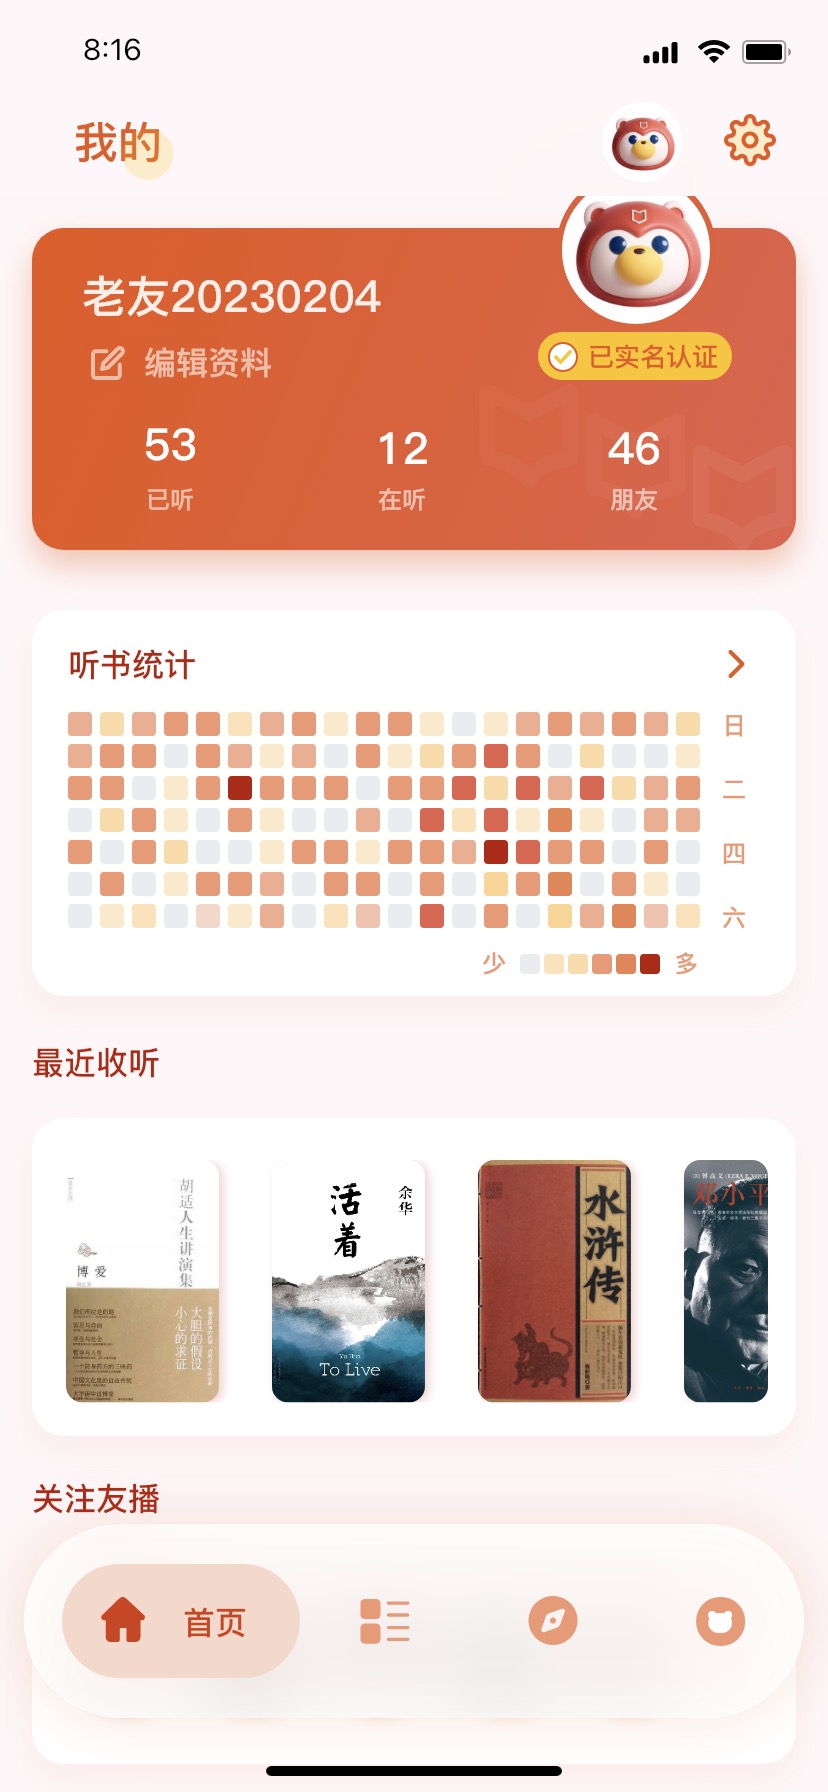 8:16
我的
老友20230204
编辑资料
已实名认证
53
12
46
已听
在听
朋友
听书统计
日
二
四
六
少
多
最近收听
胡适人生讲演集
博爱
大胆的假设
小心的求证
活着
余华
Yu Hua
To Live
水浒传
邓小平
关注友播
首页